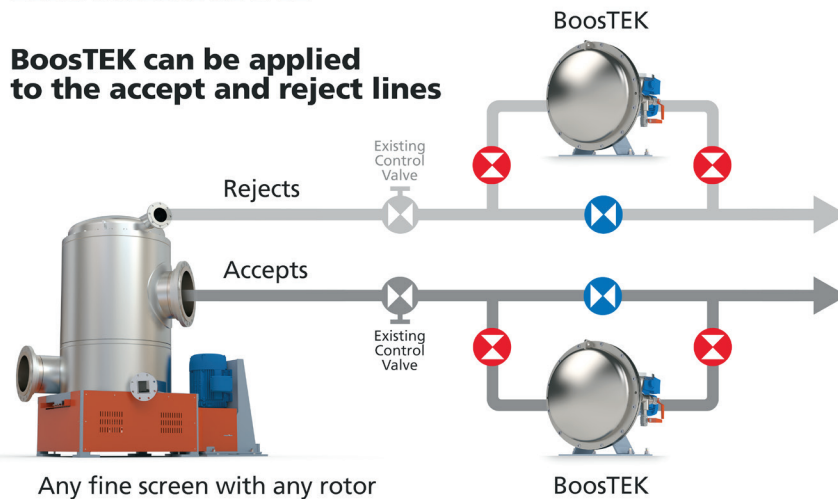 BoosTEK
BoosTEK can be applied
to the accept and reject lines
Existing
Control
Valve
Rejects
Accepts
Existing
Control
Valve
Any fine screen with any rotor
BoosTEK